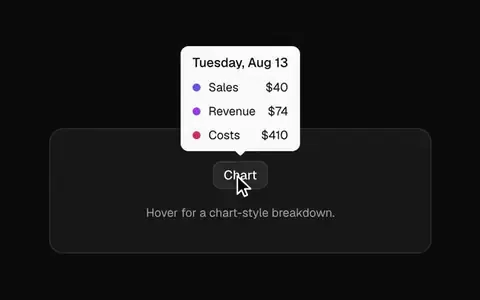 Tuesday, Aug 13
Sales $40
Revenue $74
Costs $410
Chart
Hover for a chart-style breakdown.